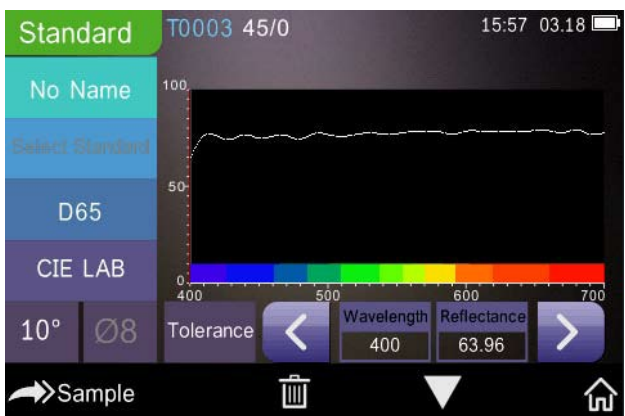 Standard
T0003 45/0
15:57 03.18
No Name
Select Standard
D65
CIE LAB
10°
Ø8
100
50
0
400
500
600
700
Tolerance
Wavelength
400
Reflectance
63.96
Sample